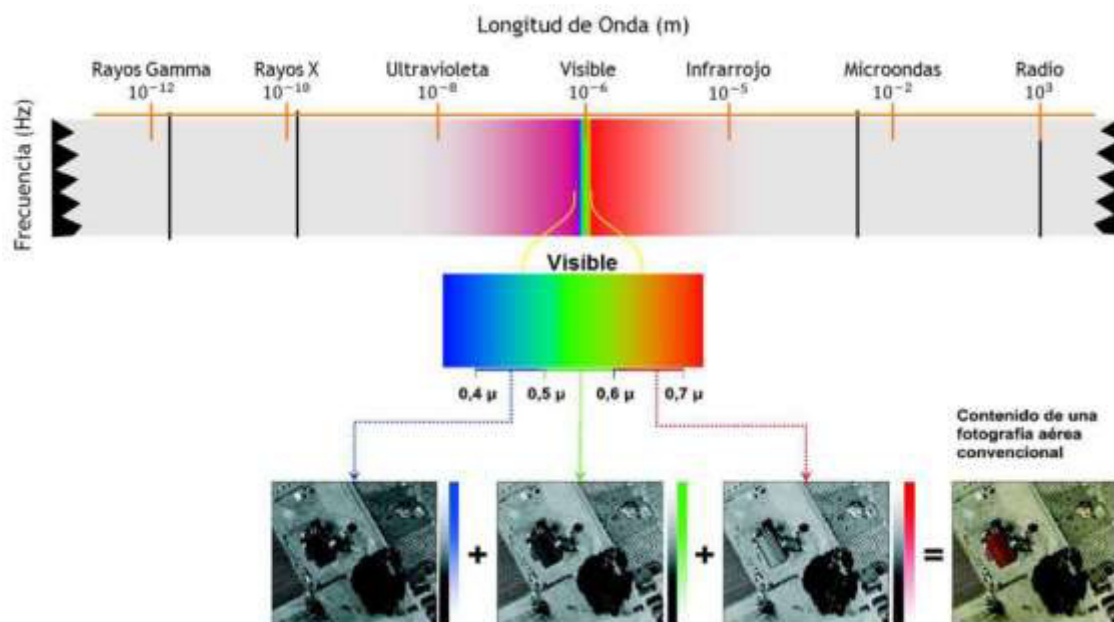 Longitud de Onda (m)
Rayos Gamma Rayos X Ultravioleta Visible Infrarrojo Microondas Radio
10⁻¹² 10⁻¹⁰ 10⁻⁸ 10⁻⁶ 10⁻⁵ 10⁻² 10³
Frecuencia (Hz)
Visible
0,4 µ 0,5 µ 0,6 µ 0,7 µ
Contenido de una
fotografia aérea
convencional
+ + =